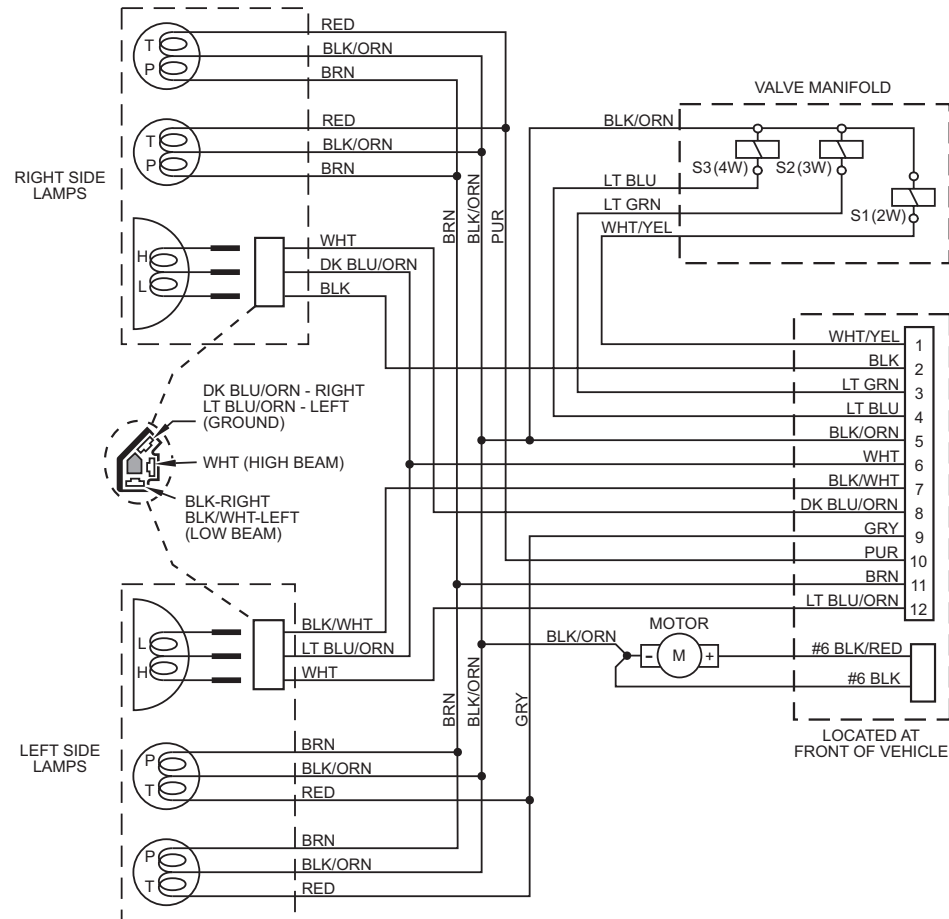 RED
BLK/ORN
BRN
T
P
RED
BLK/ORN
BRN
T
P
RIGHT SIDE
LAMPS
WHT
DK BLU/ORN
BLK
H
L
BRN
BLK/ORN
PUR
VALVE MANIFOLD
BLK/ORN
S3(4W)
S2(3W)
S1(2W)
LT BLU
LT GRN
WHT/YEL
DK BLU/ORN - RIGHT
LT BLU/ORN - LEFT
(GROUND)
WHT (HIGH BEAM)
BLK-RIGHT
BLK/WHT-LEFT
(LOW BEAM)
WHT/YEL 1
BLK 2
LT GRN 3
LT BLU 4
BLK/ORN 5
WHT 6
BLK/WHT 7
DK BLU/ORN 8
GRY 9
PUR 10
BRN 11
LT BLU/ORN 12
MOTOR
BLK/ORN
- M +
#6 BLK/RED
#6 BLK
LOCATED AT
FRONT OF VEHICLE
L
H
BLK/WHT
LT BLU/ORN
WHT
BRN
BLK/ORN
GRY
LEFT SIDE
LAMPS
P
T
BRN
BLK/ORN
RED
P
T
BRN
BLK/ORN
RED